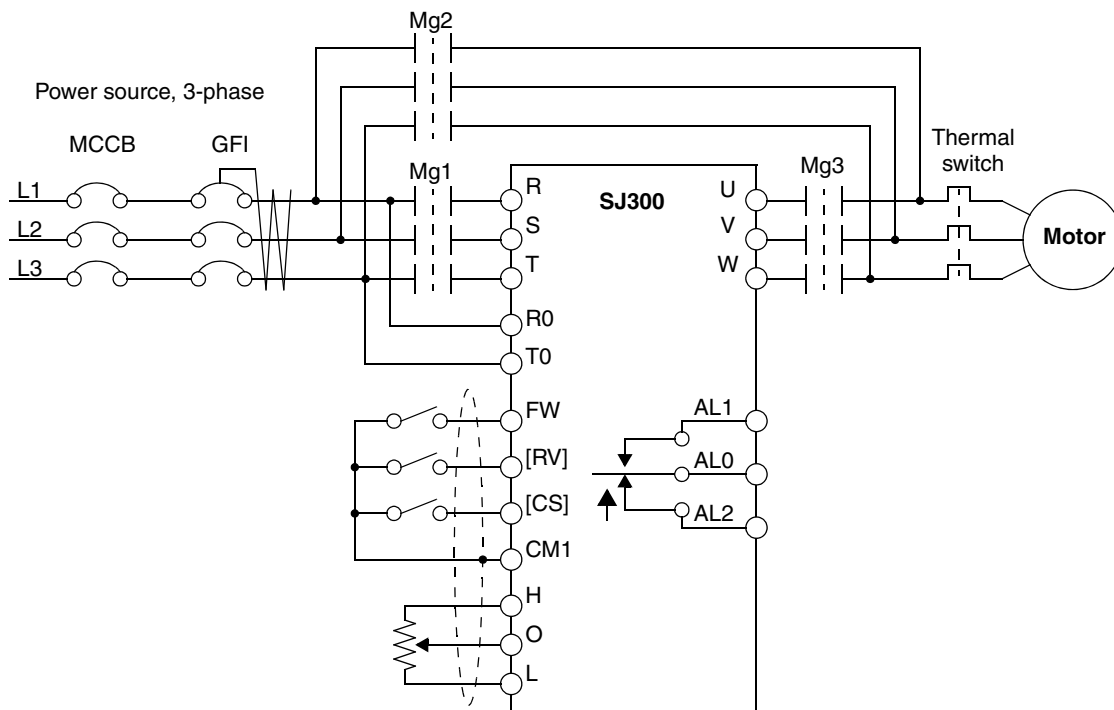 Mg2
Power source, 3-phase
MCCB
GFI
Mg1
Mg3
Thermal
switch
L1
L2
L3
R
S
T
R0
T0
SJ300
U
V
W
Motor
FW
[RV]
[CS]
CM1
H
O
L
AL1
AL0
AL2